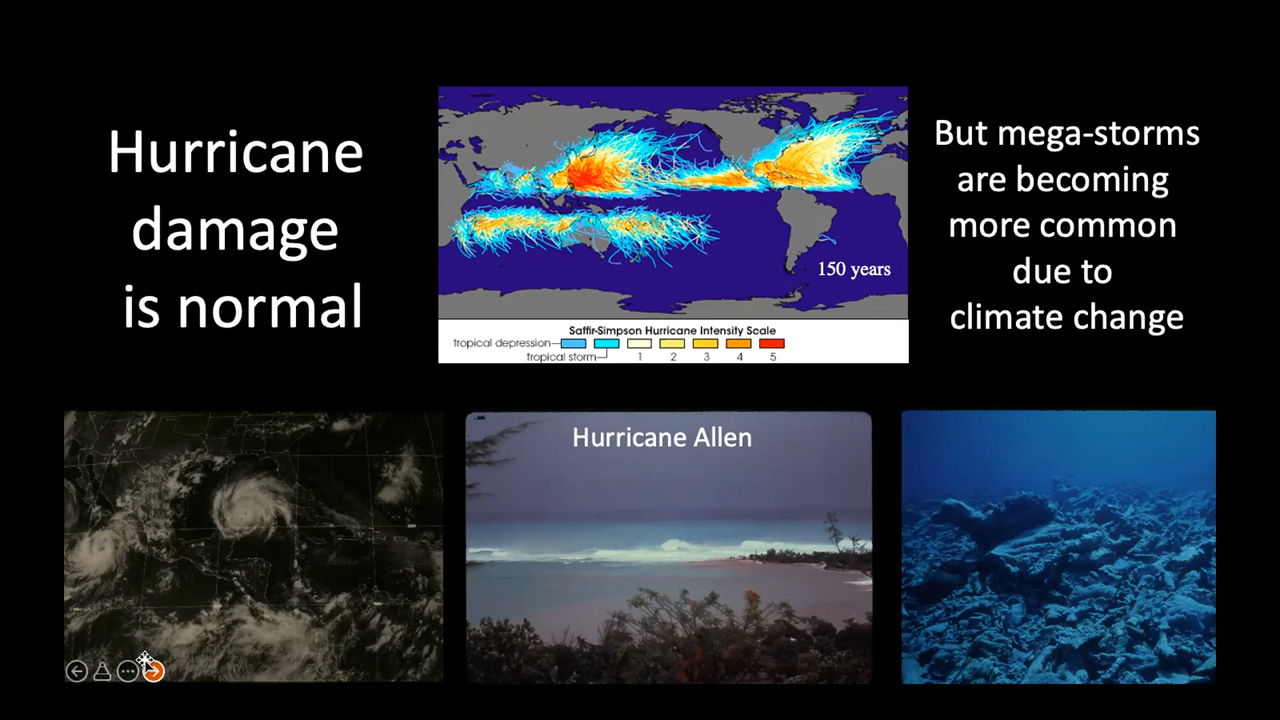 Hurricane
damage
is normal
150 years
Saffir-Simpson Hurricane Intensity Scale
tropical depression
tropical storm
1 2 3 4 5
But mega-storms
are becoming
more common
due to
climate change
Hurricane Allen